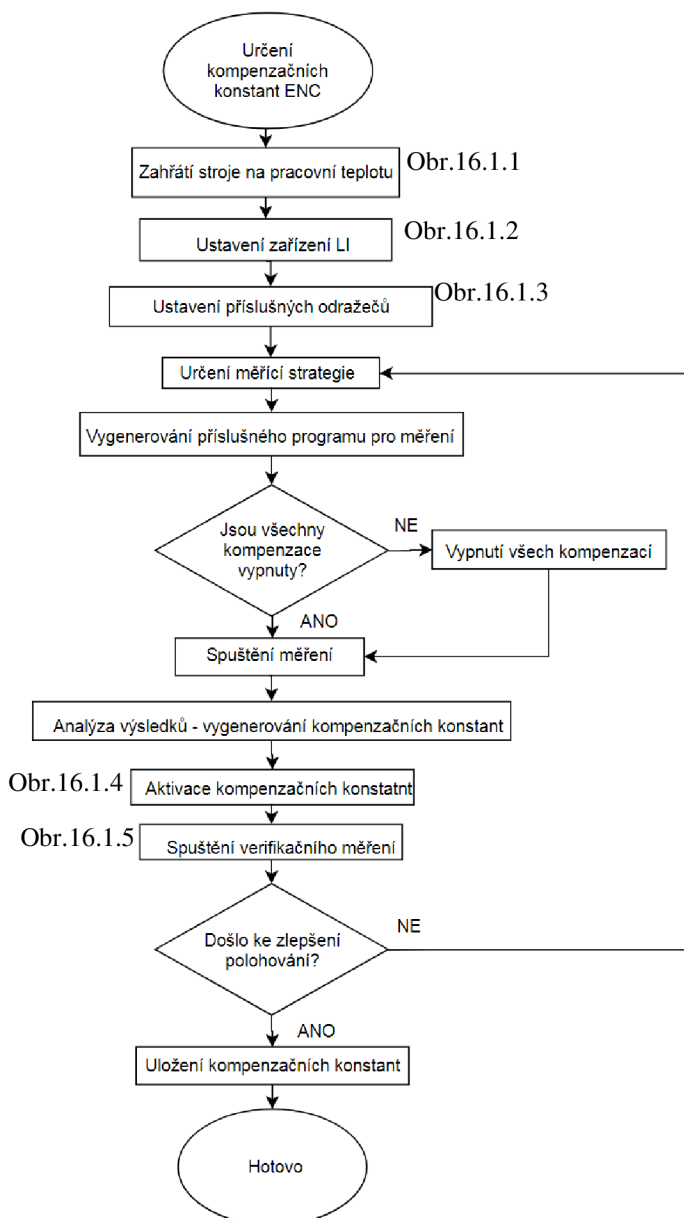 Určení
kompenzačních
konstant ENC
Zahřátí stroje na pracovní teplotu
Obr.16.1.1
Ustavení zařízení LI
Obr.16.1.2
Ustavení příslušných odražečů
Obr.16.1.3
Určení měřící strategie
Vygenerování příslušného programu pro měření
Jsou všechny
kompenzace
vypnuty?
NE
Vypnutí všech kompenzací
ANO
Spuštění měření
Analýza výsledků - vygenerování kompenzačních konstant
Obr.16.1.4
Aktivace kompenzačních konstatnt
Obr.16.1.5
Spuštění verifikačního měření
Došlo ke zlepšení
polohování?
NE
ANO
Uložení kompenzačních konstant
Hotovo